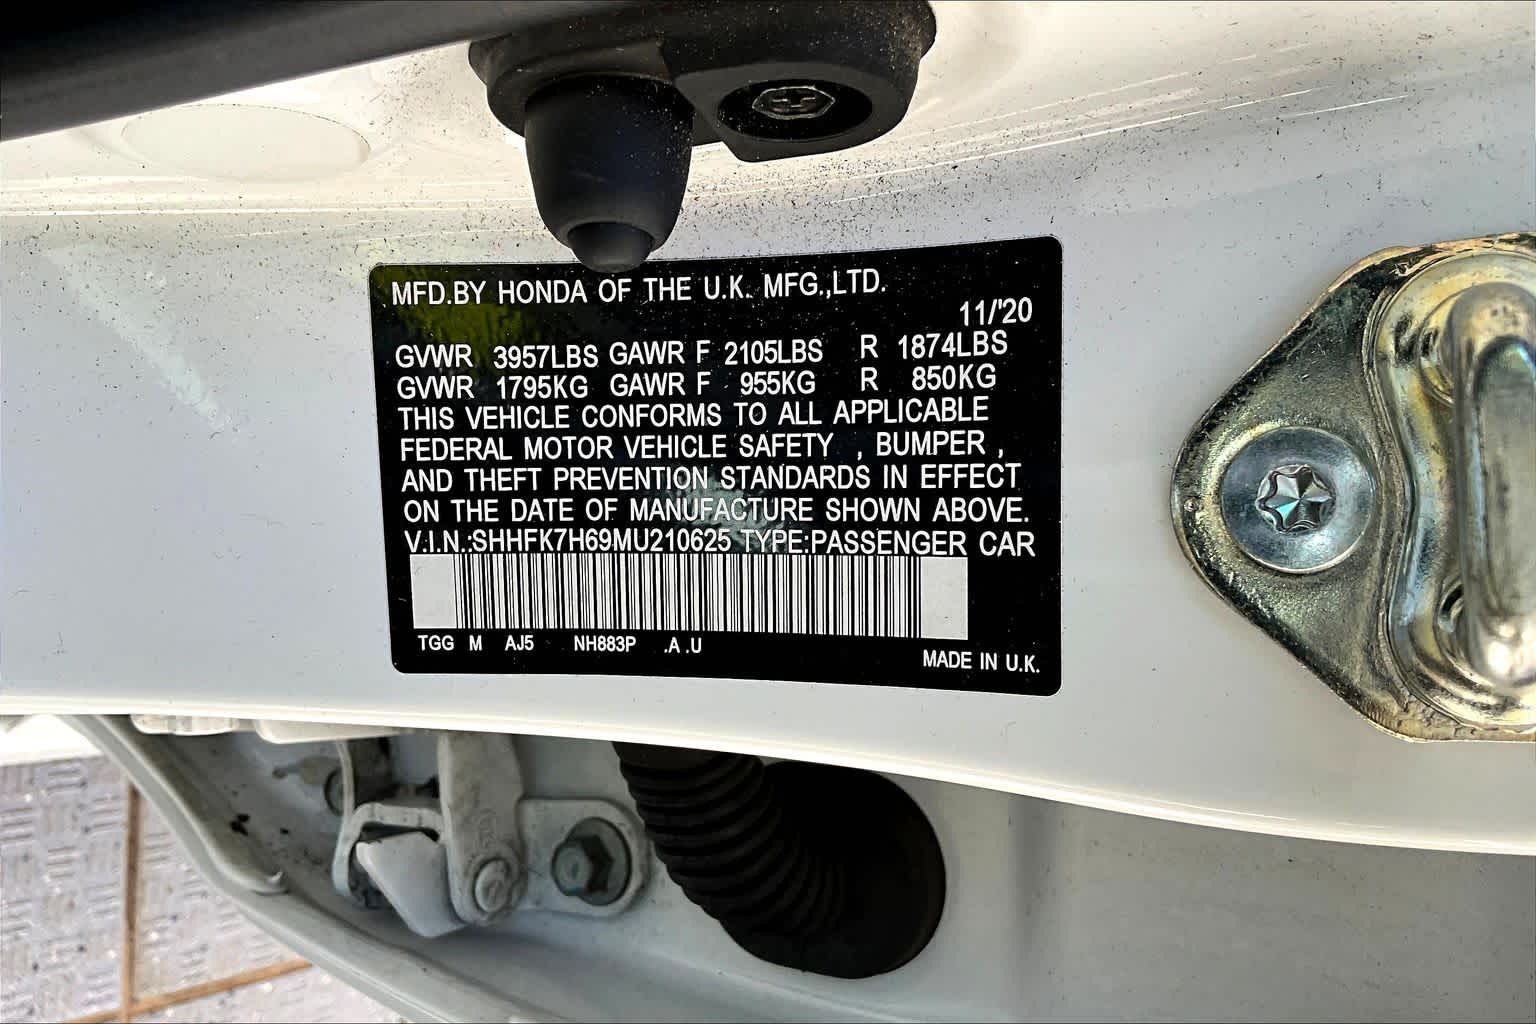 MFD.BY HONDA OF THE U.K. MFG.,LTD.
11/'20
GVWR 3957LBS GAWR F 2105LBS R 1874LBS
GVWR 1795KG GAWR F 955KG R 850KG
THIS VEHICLE CONFORMS TO ALL APPLICABLE
FEDERAL MOTOR VEHICLE SAFETY , BUMPER ,
AND THEFT PREVENTION STANDARDS IN EFFECT
ON THE DATE OF MANUFACTURE SHOWN ABOVE.
V.I.N.:SHHFK7H69MU210625 TYPE:PASSENGER CAR
TGG M AJ5 NH883P .A .U
MADE IN U.K.